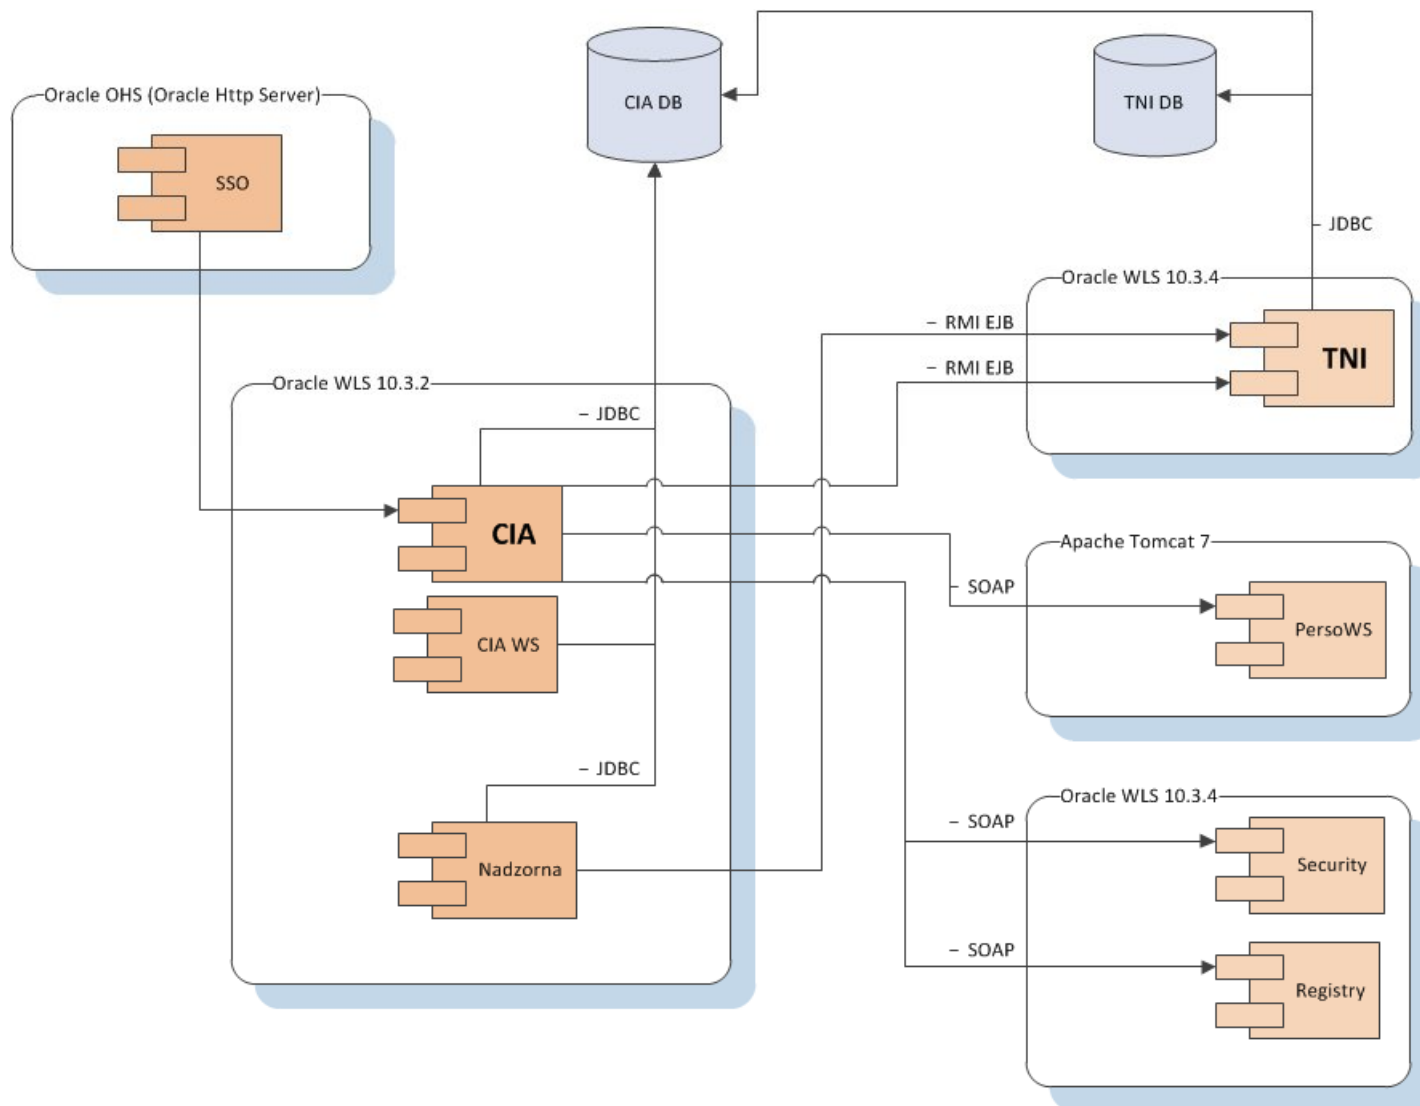 CIA DB
TNI DB
Oracle OHS (Oracle Http Server)
SSO
– JDBC
Oracle WLS 10.3.4
– RMI EJB
TNI
– RMI EJB
Oracle WLS 10.3.2
– JDBC
CIA
Apache Tomcat 7
– SOAP
PersoWS
CIA WS
– JDBC
Oracle WLS 10.3.4
– SOAP
Security
Nadzorna
– SOAP
Registry